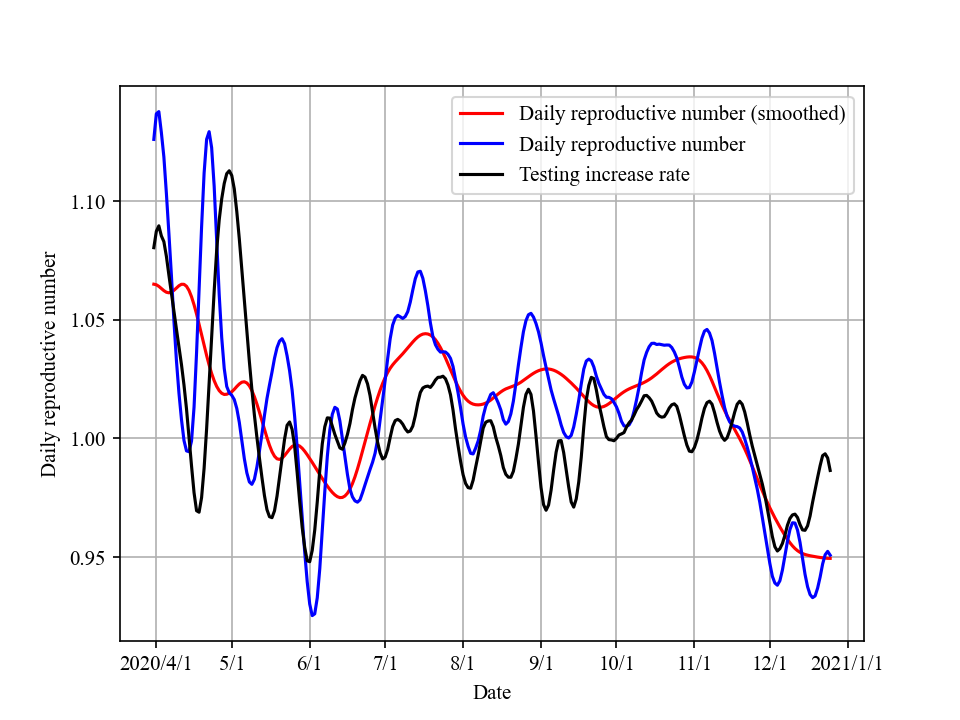 Daily reproductive number (smoothed)
Daily reproductive number
Testing increase rate
1.10
1.05
1.00
0.95
Daily reproductive number
2020/4/1 5/1 6/1 7/1 8/1 9/1 10/1 11/1 12/1 2021/1/1
Date